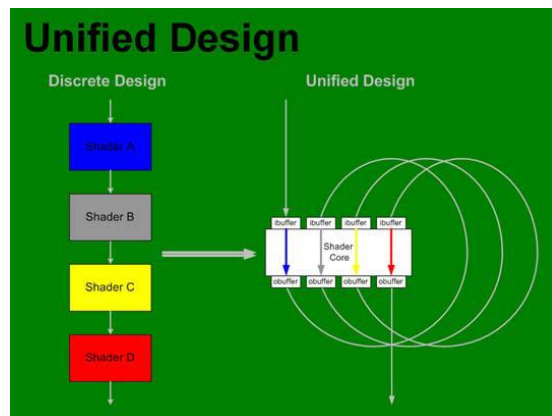 Unified Design
Discrete Design
Unified Design
Shader A
Shader B
Shader C
Shader D
ibuffer ibuffer ibuffer ibuffer
Shader
Core
obuffer obuffer obuffer obuffer